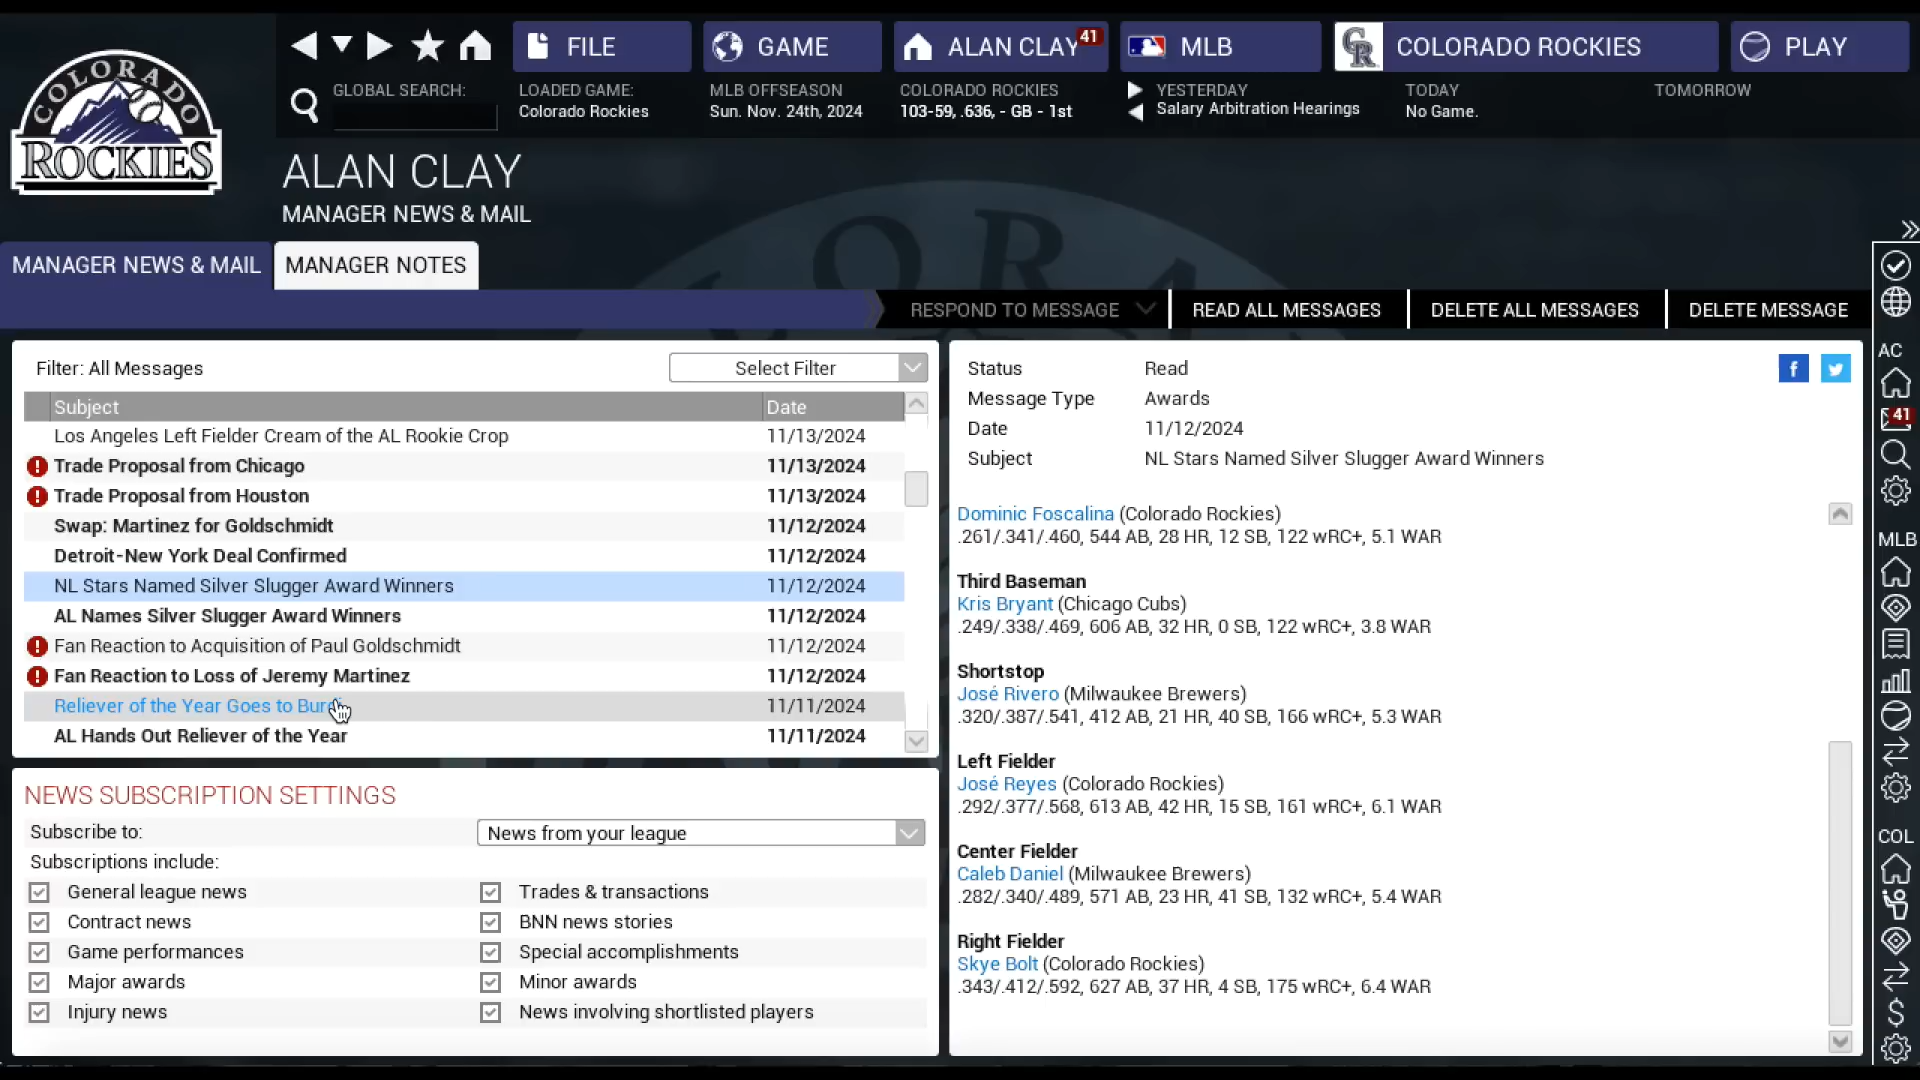 COLORADO
ROCKIES
FILE
GAME
ALAN CLAY
41
MLB
CR
COLORADO ROCKIES
PLAY
GLOBAL SEARCH:
LOADED GAME:
Colorado Rockies
MLB OFFSEASON
Sun. Nov. 24th, 2024
COLORADO ROCKIES
103-59, .636, - GB - 1st
YESTERDAY
Salary Arbitration Hearings
TODAY
No Game.
TOMORROW
ALAN CLAY
MANAGER NEWS & MAIL
MANAGER NEWS & MAIL
MANAGER NOTES
RESPOND TO MESSAGE
READ ALL MESSAGES
DELETE ALL MESSAGES
DELETE MESSAGE
Filter: All Messages
Select Filter
Subject Date
Los Angeles Left Fielder Cream of the AL Rookie Crop 11/13/2024
Trade Proposal from Chicago 11/13/2024
Trade Proposal from Houston 11/13/2024
Swap: Martinez for Goldschmidt 11/12/2024
Detroit-New York Deal Confirmed 11/12/2024
NL Stars Named Silver Slugger Award Winners 11/12/2024
AL Names Silver Slugger Award Winners 11/12/2024
Fan Reaction to Acquisition of Paul Goldschmidt 11/12/2024
Fan Reaction to Loss of Jeremy Martinez 11/12/2024
Reliever of the Year Goes to 11/11/2024
AL Hands Out Reliever of the Year 11/11/2024
NEWS SUBSCRIPTION SETTINGS
Subscribe to: News from your league
Subscriptions include:
General league news Trades & transactions
Contract news BNN news stories
Game performances Special accomplishments
Major awards Minor awards
Injury news News involving shortlisted players
Status Read
Message Type Awards
Date 11/12/2024
Subject NL Stars Named Silver Slugger Award Winners
Dominic Foscalina (Colorado Rockies)
.261/.341/.460, 544 AB, 28 HR, 12 SB, 122 wRC+, 5.1 WAR
Third Baseman
Kris Bryant (Chicago Cubs)
.249/.338/.469, 606 AB, 32 HR, 0 SB, 122 wRC+, 3.8 WAR
Shortstop
José Rivero (Milwaukee Brewers)
.320/.387/.541, 412 AB, 21 HR, 40 SB, 166 wRC+, 5.3 WAR
Left Fielder
José Reyes (Colorado Rockies)
.292/.377/.568, 613 AB, 42 HR, 15 SB, 161 wRC+, 6.1 WAR
Center Fielder
Caleb Daniel (Milwaukee Brewers)
.282/.340/.489, 571 AB, 23 HR, 41 SB, 132 wRC+, 5.4 WAR
Right Fielder
Skye Bolt (Colorado Rockies)
.343/.412/.592, 627 AB, 37 HR, 4 SB, 175 wRC+, 6.4 WAR
AC
41
MLB
COL